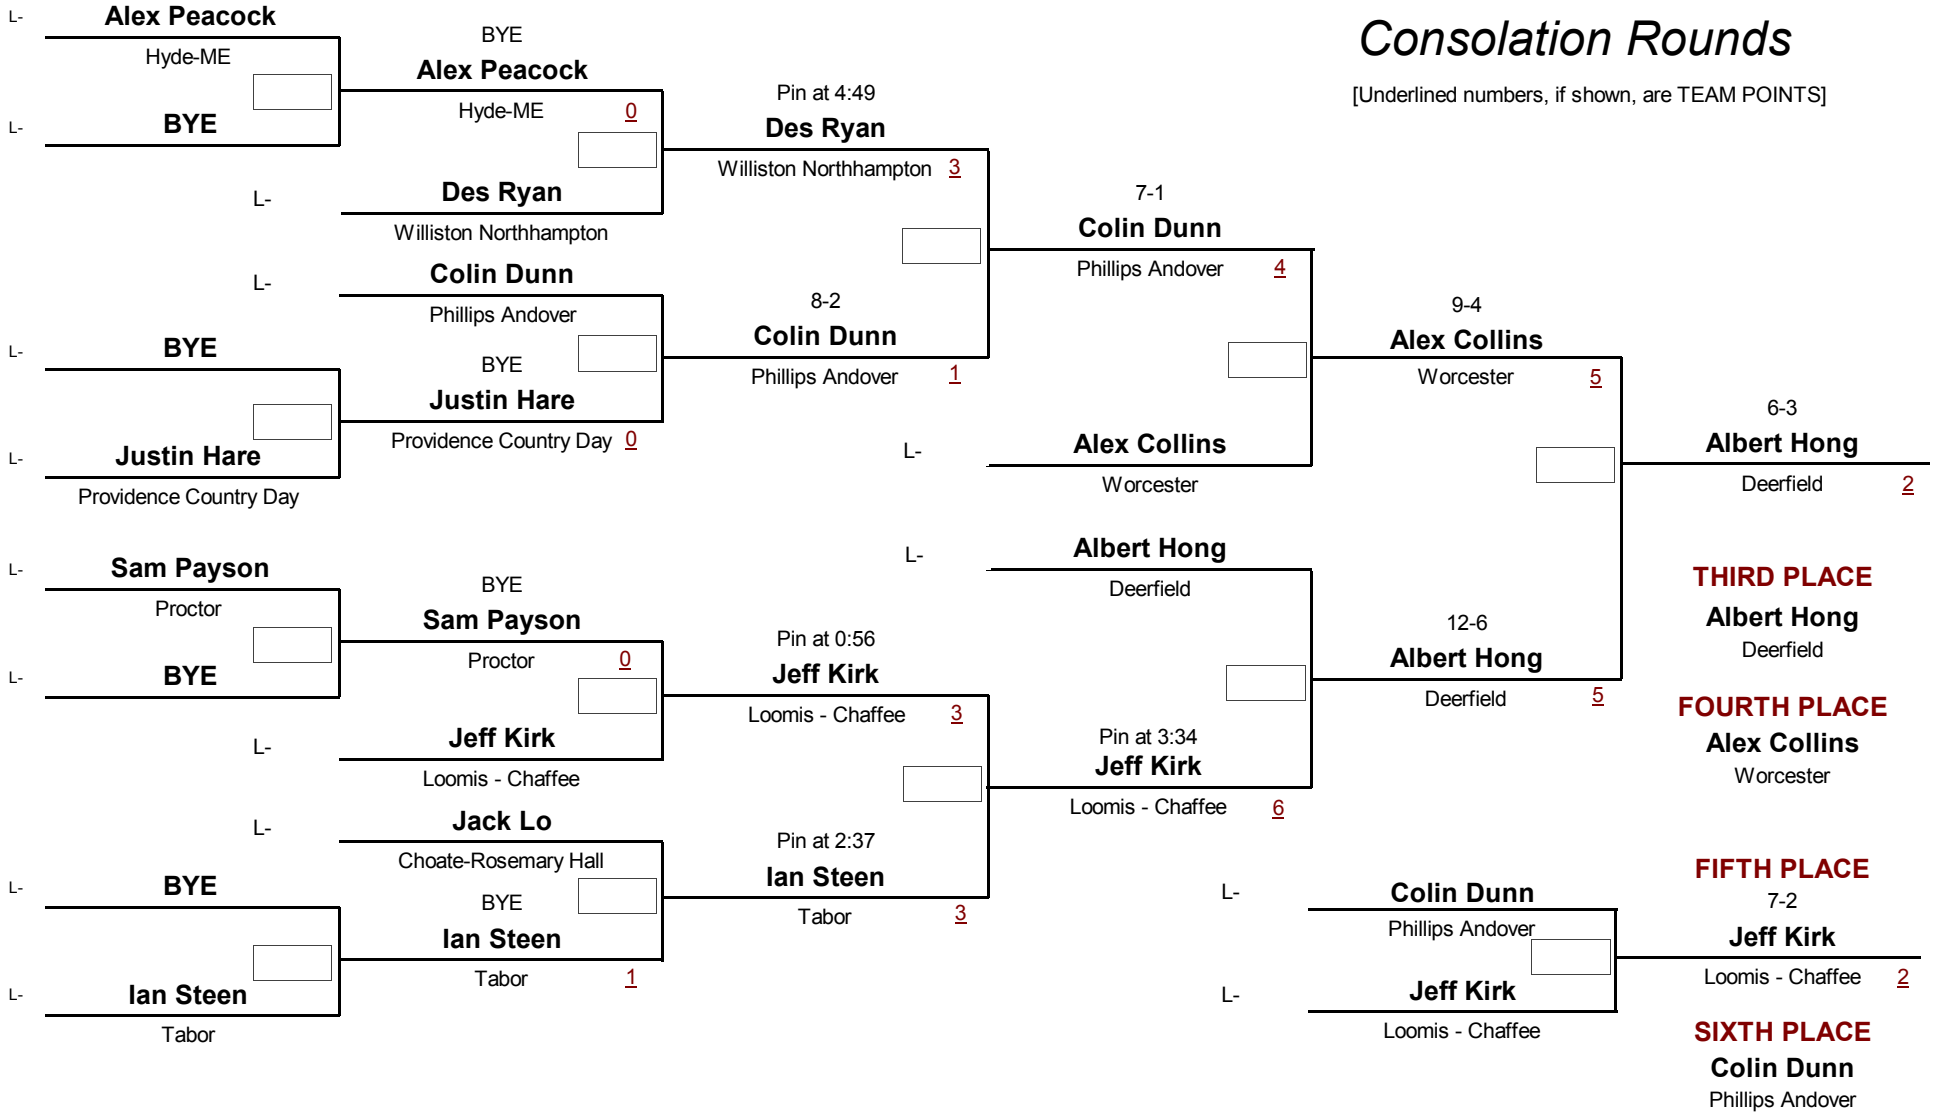 Consolation Rounds
[Underlined numbers, if shown, are TEAM POINTS]
L- Alex Peacock
Hyde-ME
L- BYE
L- BYE
L- Justin Hare
Providence Country Day
L- Sam Payson
Proctor
L- BYE
L- BYE
L- Ian Steen
Tabor
BYE
Alex Peacock
Hyde-ME 0
L- Des Ryan
Williston Northhampton
L- Colin Dunn
Phillips Andover
BYE
Justin Hare
Providence Country Day 0
BYE
Sam Payson
Proctor 0
L- Jeff Kirk
Loomis - Chaffee
L- Jack Lo
Choate-Rosemary Hall
BYE
Ian Steen
Tabor 1
Pin at 4:49
Des Ryan
Williston Northhampton 3
8-2
Colin Dunn
Phillips Andover 1
Pin at 0:56
Jeff Kirk
Loomis - Chaffee 3
Pin at 2:37
Ian Steen
Tabor 3
7-1
Colin Dunn
Phillips Andover 4
L- Alex Collins
Worcester
L- Albert Hong
Deerfield
Pin at 3:34
Jeff Kirk
Loomis - Chaffee 6
9-4
Alex Collins
Worcester 5
12-6
Albert Hong
Deerfield 5
L- Colin Dunn
Phillips Andover
L- Jeff Kirk
Loomis - Chaffee
6-3
Albert Hong
Deerfield 2
THIRD PLACE
Albert Hong
Deerfield
FOURTH PLACE
Alex Collins
Worcester
FIFTH PLACE
7-2
Jeff Kirk
Loomis - Chaffee 2
SIXTH PLACE
Colin Dunn
Phillips Andover